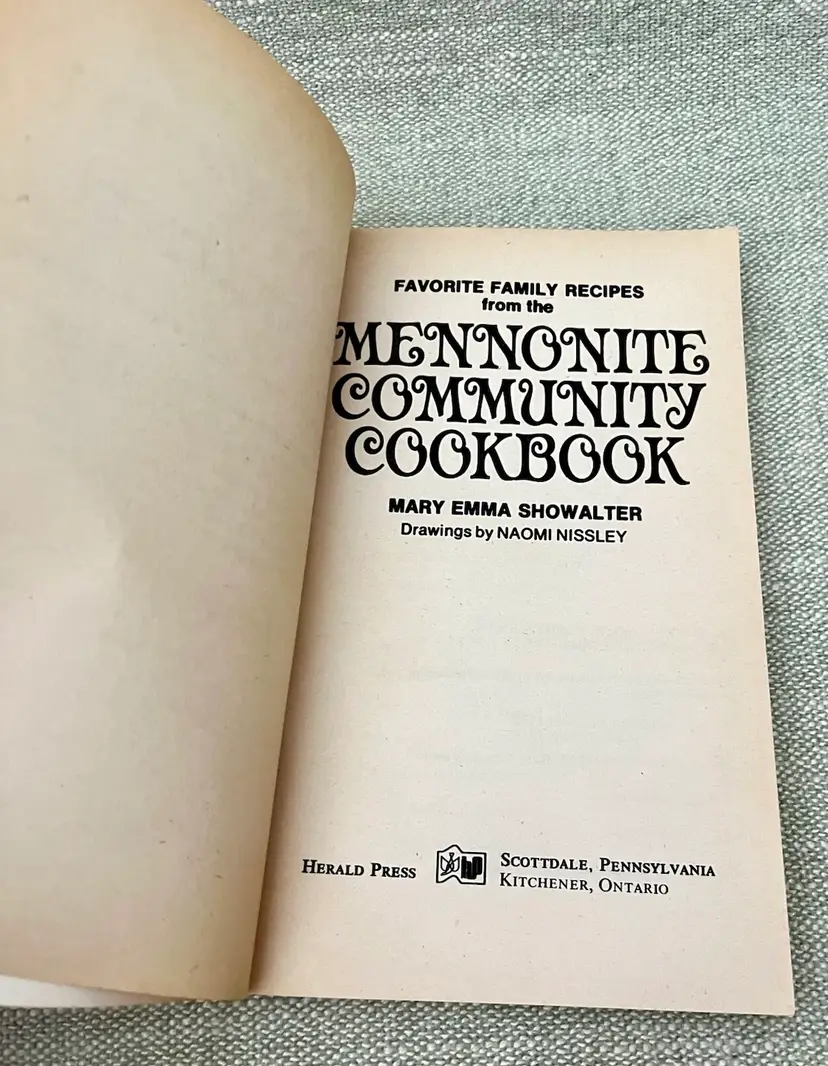 FAVORITE FAMILY RECIPES
from the
MENNONITE
COMMUNITY
COOKBOOK
MARY EMMA SHOWALTER
Drawings by NAOMI NISSLEY
HERALD PRESS
hp
SCOTTDALE, PENNSYLVANIA
KITCHENER, ONTARIO